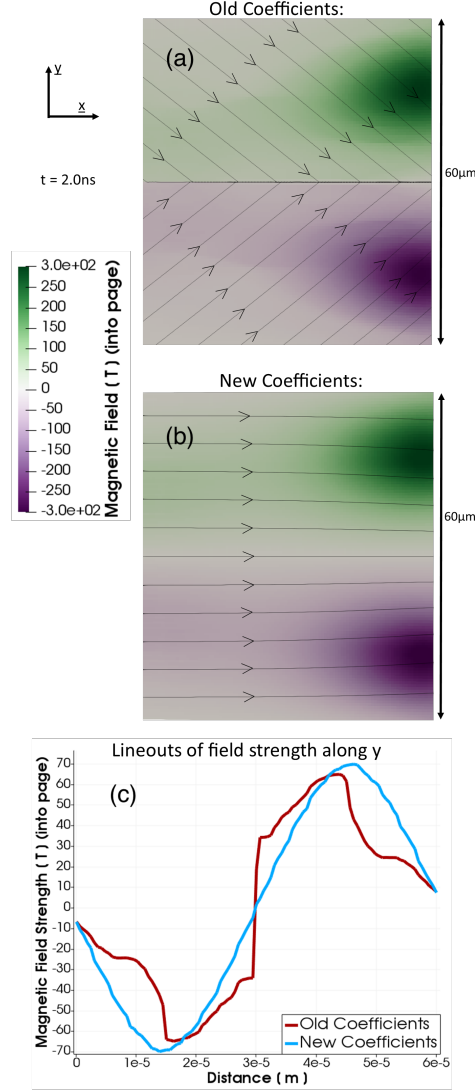 Old Coefficients:
(a)
y
x
t = 2.0ns
60μm
3.0e+02
250
200
150
100
50
0
-50
-100
-150
-200
-250
-3.0e+02
Magnetic Field ( T ) (into page)
New Coefficients:
(b)
60μm
Lineouts of field strength along y
(c)
Magnetic Field Strength ( T ) (into page)
70
60
50
40
30
20
10
0
-10
-20
-30
-40
-50
-60
-70
Old Coefficients
New Coefficients
0 1e-5 2e-5 3e-5 4e-5 5e-5 6e-5
Distance ( m )